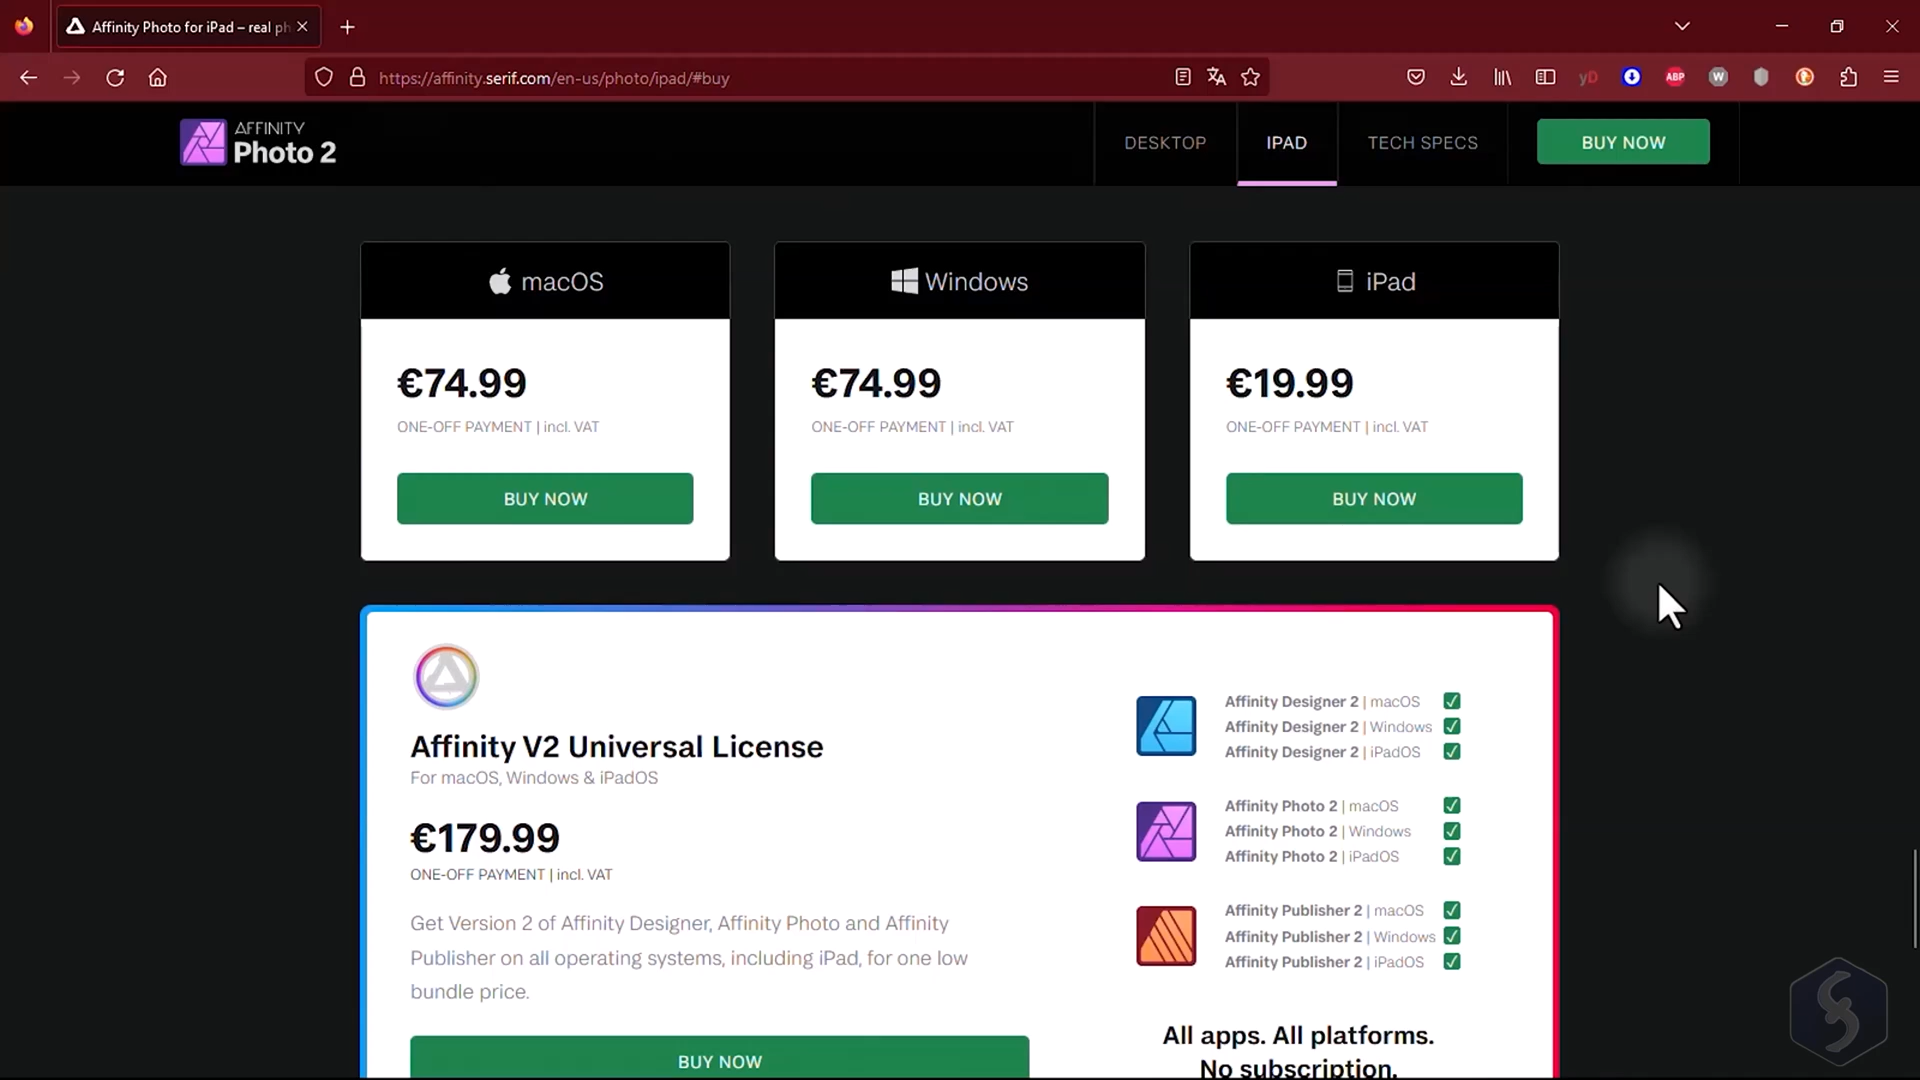 Affinity Photo for iPad – real ph
https://affinity.serif.com/en-us/photo/ipad/#buy
yD
ABP
W
AFFINITY
Photo 2
DESKTOP
IPAD
TECH SPECS
BUY NOW
macOS
€74.99
ONE-OFF PAYMENT | incl. VAT
BUY NOW
Windows
€74.99
ONE-OFF PAYMENT | incl. VAT
BUY NOW
iPad
€19.99
ONE-OFF PAYMENT | incl. VAT
BUY NOW
Affinity V2 Universal License
For macOS, Windows & iPadOS
€179.99
ONE-OFF PAYMENT | incl. VAT
Get Version 2 of Affinity Designer, Affinity Photo and Affinity
Publisher on all operating systems, including iPad, for one low
bundle price.
BUY NOW
Affinity Designer 2 | macOS
Affinity Designer 2 | Windows
Affinity Designer 2 | iPadOS
Affinity Photo 2 | macOS
Affinity Photo 2 | Windows
Affinity Photo 2 | iPadOS
Affinity Publisher 2 | macOS
Affinity Publisher 2 | Windows
Affinity Publisher 2 | iPadOS
All apps. All platforms.
No subscription.